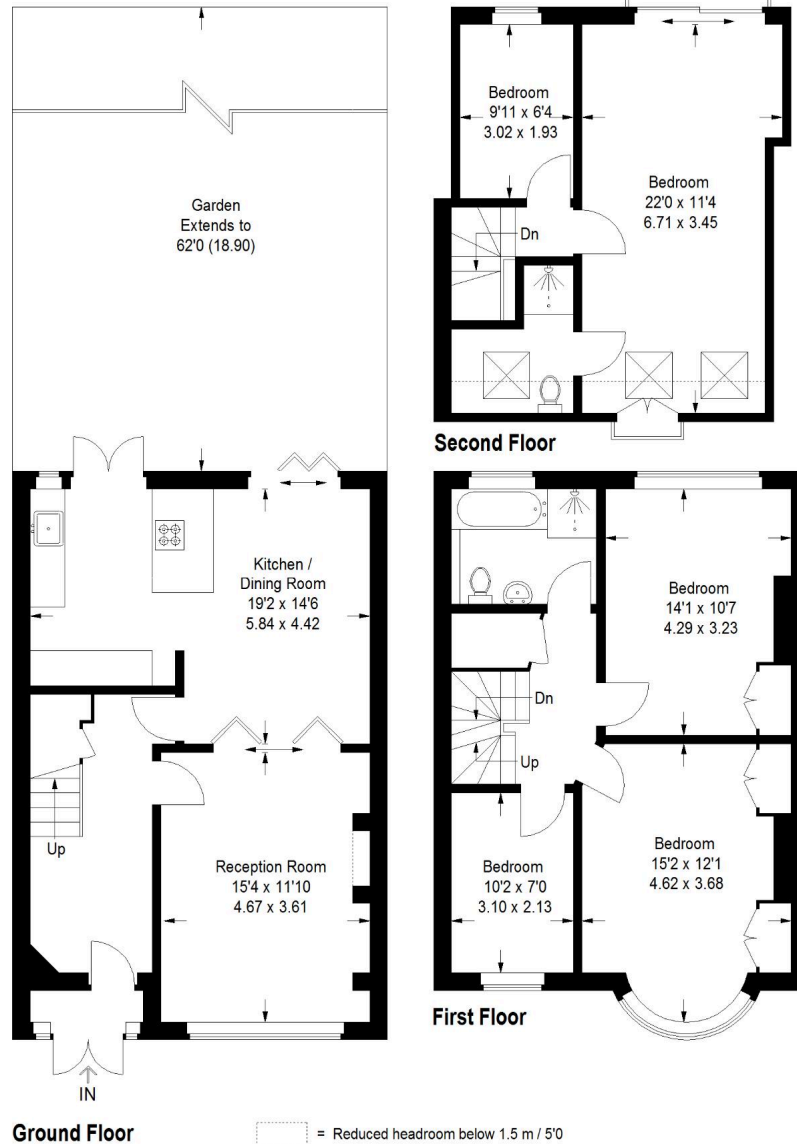 Garden
Extends to
62'0 (18.90)
Kitchen /
Dining Room
19'2 x 14'6
5.84 x 4.42
Up
Reception Room
15'4 x 11'10
4.67 x 3.61
IN
Ground Floor
Bedroom
9'11 x 6'4
3.02 x 1.93
Bedroom
22'0 x 11'4
6.71 x 3.45
Dn
Second Floor
Bedroom
14'1 x 10'7
4.29 x 3.23
Dn
Up
Bedroom
10'2 x 7'0
3.10 x 2.13
Bedroom
15'2 x 12'1
4.62 x 3.68
First Floor
= Reduced headroom below 1.5 m / 5'0